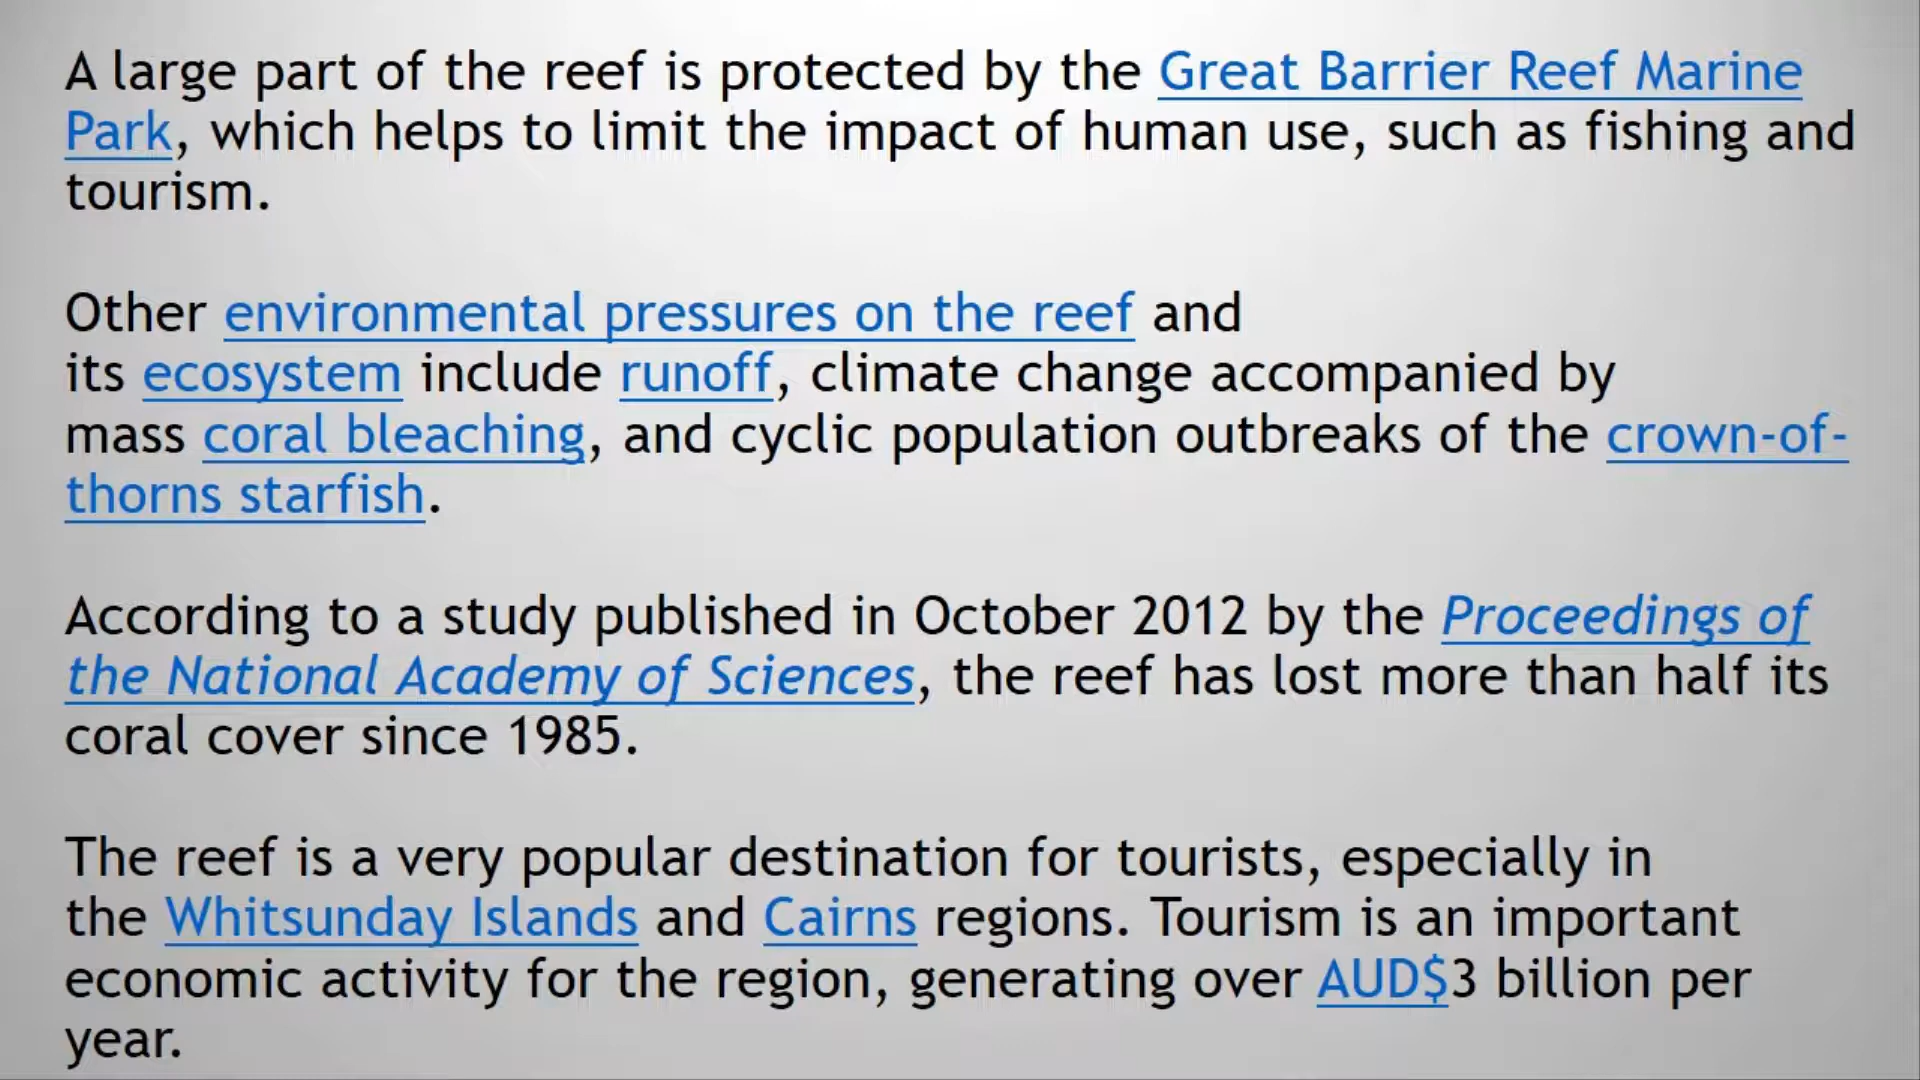 A large part of the reef is protected by the Great Barrier Reef Marine
Park, which helps to limit the impact of human use, such as fishing and
tourism.
Other environmental pressures on the reef and
its ecosystem include runoff, climate change accompanied by
mass coral bleaching, and cyclic population outbreaks of the crown-of-
thorns starfish.
According to a study published in October 2012 by the Proceedings of
the National Academy of Sciences, the reef has lost more than half its
coral cover since 1985.
The reef is a very popular destination for tourists, especially in
the Whitsunday Islands and Cairns regions. Tourism is an important
economic activity for the region, generating over AUD$3 billion per
year.